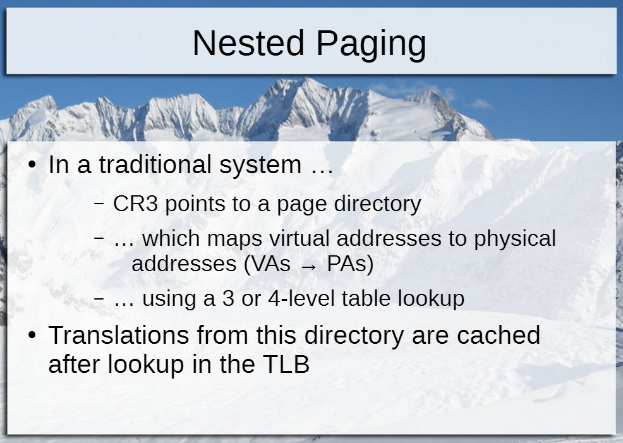 Nested Paging
• In a traditional system …
– CR3 points to a page directory
– … which maps virtual addresses to physical
addresses (VAs → PAs)
– … using a 3 or 4-level table lookup
• Translations from this directory are cached
after lookup in the TLB